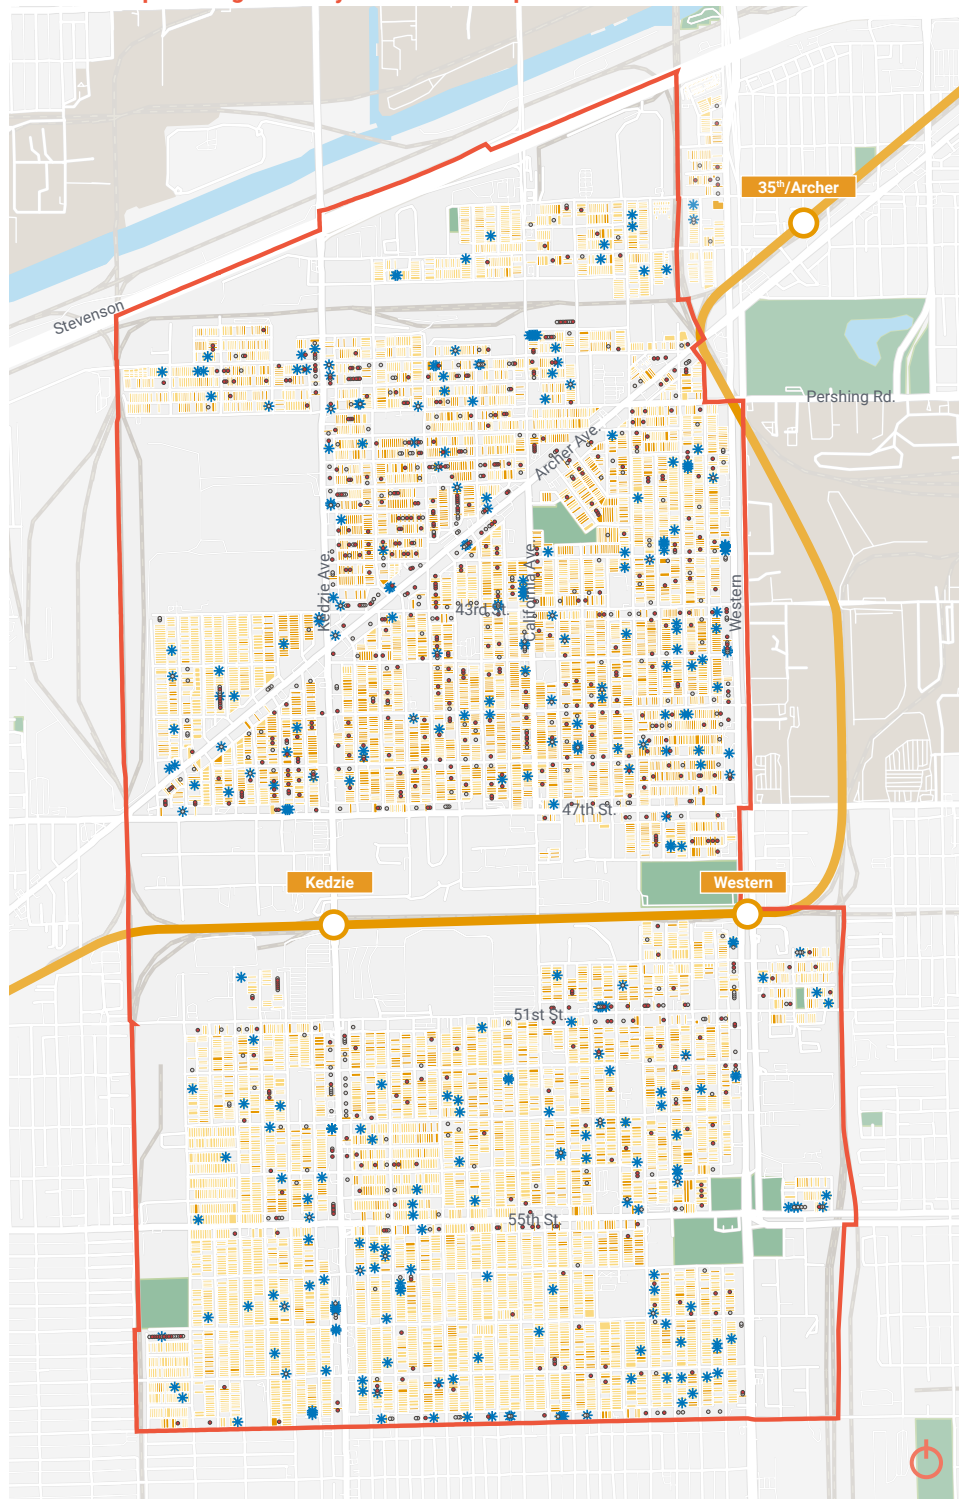 35th/Archer
Stevenson
Pershing Rd.
Archer Ave.
Kedzie Ave.
43rd St.
California Ave.
Western
47th St.
Kedzie
Western
51st St.
55th St.